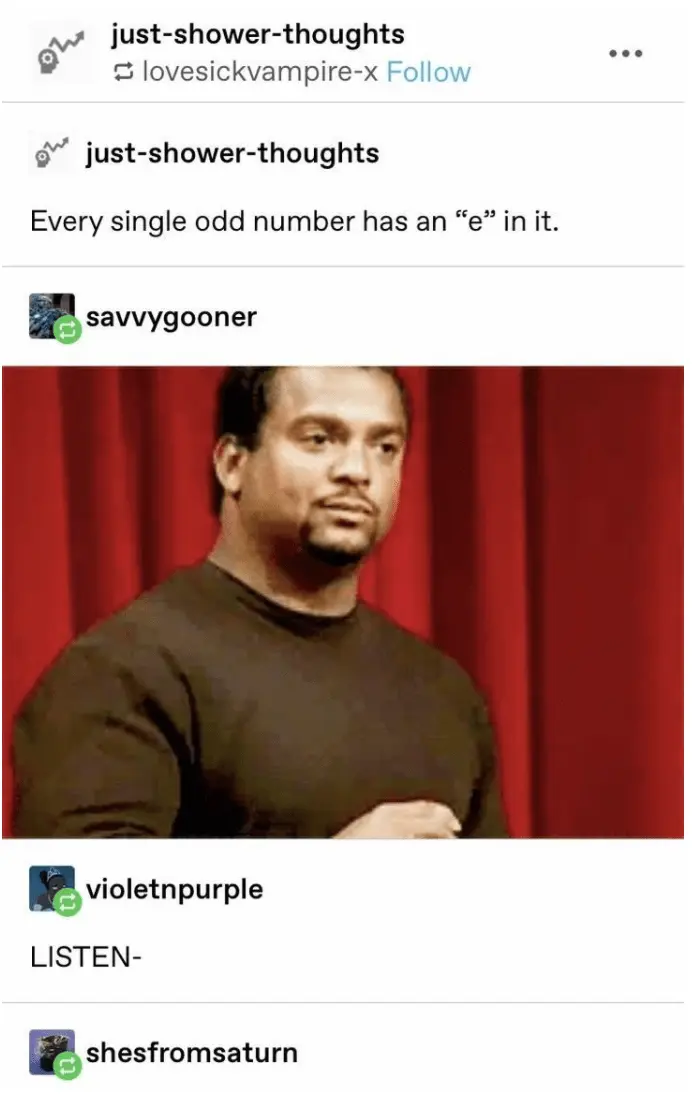 just-shower-thoughts
lovesickvampire-x Follow
just-shower-thoughts
Every single odd number has an “e” in it.
savvygooner
violetnpurple
LISTEN-
shesfromsaturn